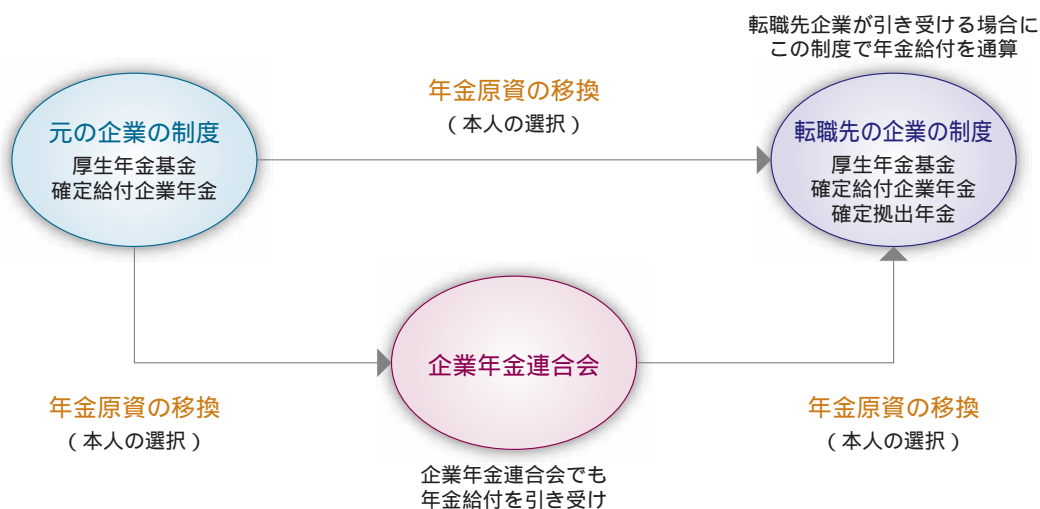 転職先企業が引き受ける場合に
この制度で年金給付を通算
年金原資の移換
(本人の選択)
元の企業の制度
厚生年金基金
確定給付企業年金
転職先の企業の制度
厚生年金基金
確定給付企業年金
確定拠出年金
企業年金連合会
年金原資の移換
(本人の選択)
年金原資の移換
(本人の選択)
企業年金連合会でも
年金給付を引き受け